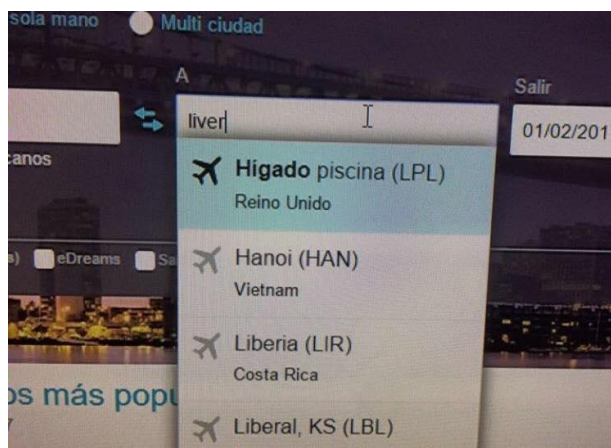 sola mano Multi ciudad
A
Salir
liver
01/02/201
canos
Hígado piscina (LPL)
Reino Unido
s) eDreams Sa
Hanoi (HAN)
Vietnam
Liberia (LIR)
Costa Rica
os más popu
Liberal, KS (LBL)